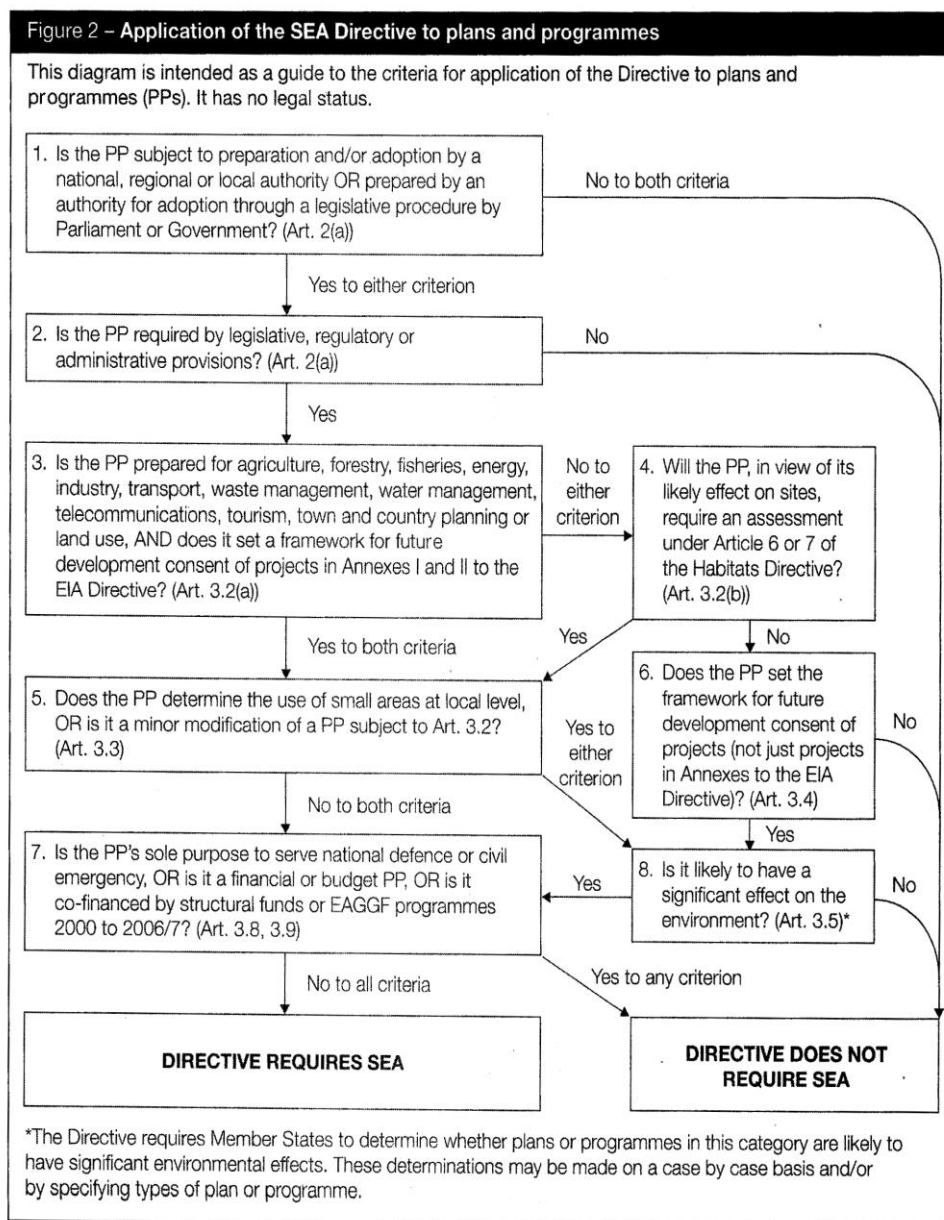 Figure 2 – Application of the SEA Directive to plans and programmes
This diagram is intended as a guide to the criteria for application of the Directive to plans and
programmes (PPs). It has no legal status.
1. Is the PP subject to preparation and/or adoption by a
national, regional or local authority OR prepared by an
authority for adoption through a legislative procedure by
Parliament or Government? (Art. 2(a))
No to both criteria
Yes to either criterion
2. Is the PP required by legislative, regulatory or
administrative provisions? (Art. 2(a))
No
Yes
3. Is the PP prepared for agriculture, forestry, fisheries, energy,
industry, transport, waste management, water management,
telecommunications, tourism, town and country planning or
land use, AND does it set a framework for future
development consent of projects in Annexes I and II to the
EIA Directive? (Art. 3.2(a))
No to
either
criterion
4. Will the PP, in view of its
likely effect on sites,
require an assessment
under Article 6 or 7
of the Habitats Directive?
(Art. 3.2(b))
Yes to both criteria
Yes
No
5. Does the PP determine the use of small areas at local level,
OR is it a minor modification of a PP subject to Art. 3.2?
(Art. 3.3)
Yes to
either
criterion
6. Does the PP set the
framework for future
development consent of
projects (not just projects
in Annexes to the EIA
Directive)? (Art. 3.4)
No
No to both criteria
Yes
7. Is the PP's sole purpose to serve national defence or civil
emergency, OR is it a financial or budget PP, OR is it
co-financed by structural funds or EAGGF programmes
2000 to 2006/7? (Art. 3.8, 3.9)
Yes
8. Is it likely to have a
significant effect on the
environment? (Art. 3.5)*
No
No to all criteria
Yes to any criterion
DIRECTIVE REQUIRES SEA
DIRECTIVE DOES NOT
REQUIRE SEA
*The Directive requires Member States to determine whether plans or programmes in this category are likely to
have significant environmental effects. These determinations may be made on a case by case basis and/or
by specifying types of plan or programme.